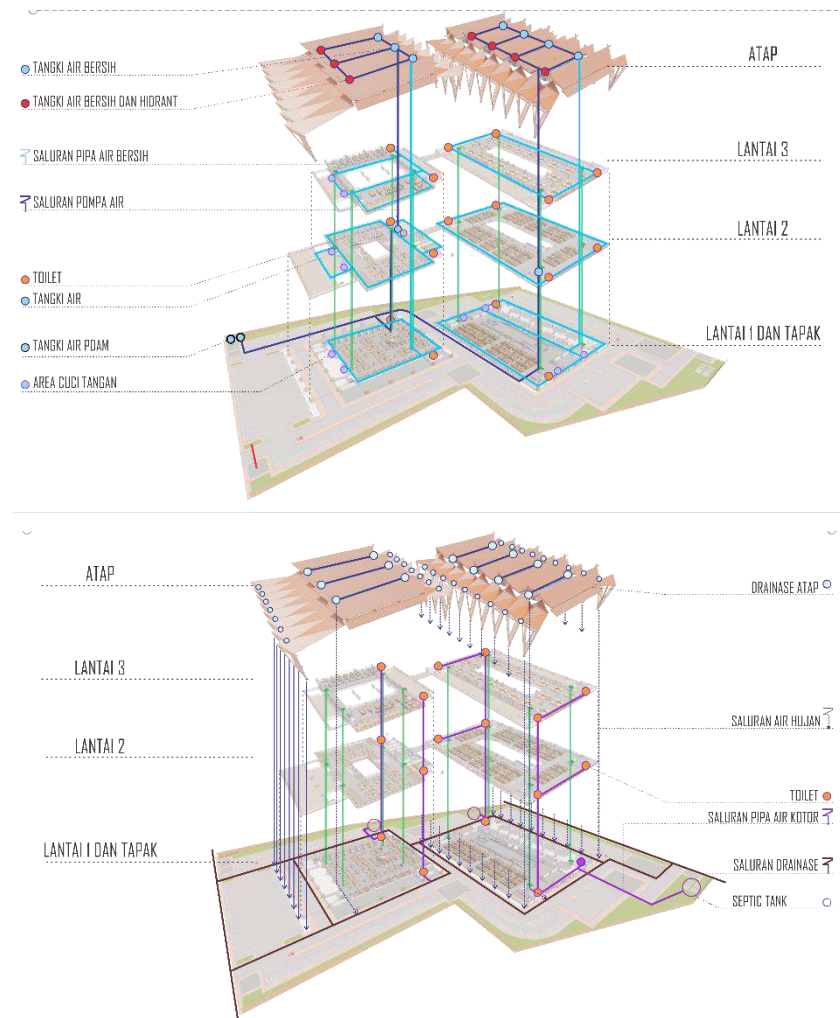 TANGKI AIR BERSIH
TANGKI AIR BERSIH DAN HIDRANT
SALURAN PIPA AIR BERSIH
SALURAN POMPA AIR
TOILET
TANGKI AIR
TANGKI AIR PDAM
AREA CUCI TANGAN
ATAP
LANTAI 3
LANTAI 2
LANTAI 1 DAN TAPAK
ATAP
LANTAI 3
LANTAI 2
LANTAI 1 DAN TAPAK
DRAINASE ATAP
SALURAN AIR HUJAN
TOILET
SALURAN PIPA AIR KOTOR
SALURAN DRAINASE
SEPTIC TANK